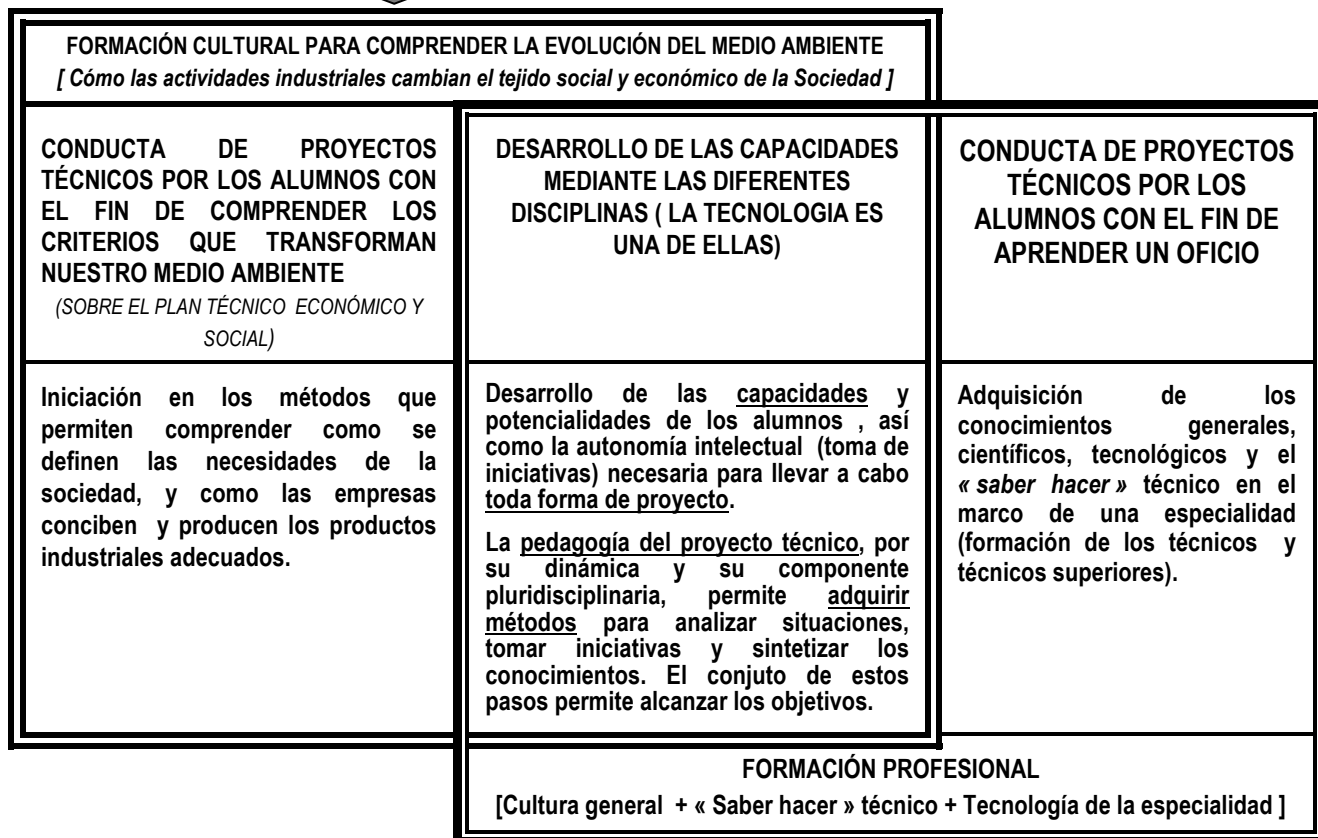 FORMACIÓN CULTURAL PARA COMPRENDER LA EVOLUCIÓN DEL MEDIO AMBIENTE
[ Cómo las actividades industriales cambian el tejido social y económico de la Sociedad ]
CONDUCTA DE PROYECTOS
TÉCNICOS POR LOS ALUMNOS CON
EL FIN DE COMPRENDER LOS
CRITERIOS QUE TRANSFORMAN
NUESTRO MEDIO AMBIENTE
(SOBRE EL PLAN TÉCNICO ECONÓMICO Y
SOCIAL)
DESARROLLO DE LAS CAPACIDADES
MEDIANTE LAS DIFERENTES
DISCIPLINAS ( LA TECNOLOGIA ES
UNA DE ELLAS)
CONDUCTA DE PROYECTOS
TÉCNICOS POR LOS
ALUMNOS CON EL FIN DE
APRENDER UN OFICIO
Iniciación en los métodos que
permiten comprender como se
definen las necesidades de la
sociedad, y como las empresas
conciben y producen los productos
industriales adecuados.
Desarrollo de las capacidades y
potencialidades de los alumnos , así
como la autonomía intelectual (toma de
iniciativas) necesaria para llevar a cabo
toda forma de proyecto.
La pedagogía del proyecto técnico, por
su dinámica y su componente
pluridisciplinaria, permite adquirir
métodos para analizar situaciones,
tomar iniciativas y sintetizar los
conocimientos. El conjuto de estos
pasos permite alcanzar los objetivos.
Adquisición de los
conocimientos generales,
científicos, tecnológicos y el
« saber hacer » técnico en el
marco de una especialidad
(formación de los técnicos y
técnicos superiores).
FORMACIÓN PROFESIONAL
[Cultura general + « Saber hacer » técnico + Tecnología de la especialidad ]